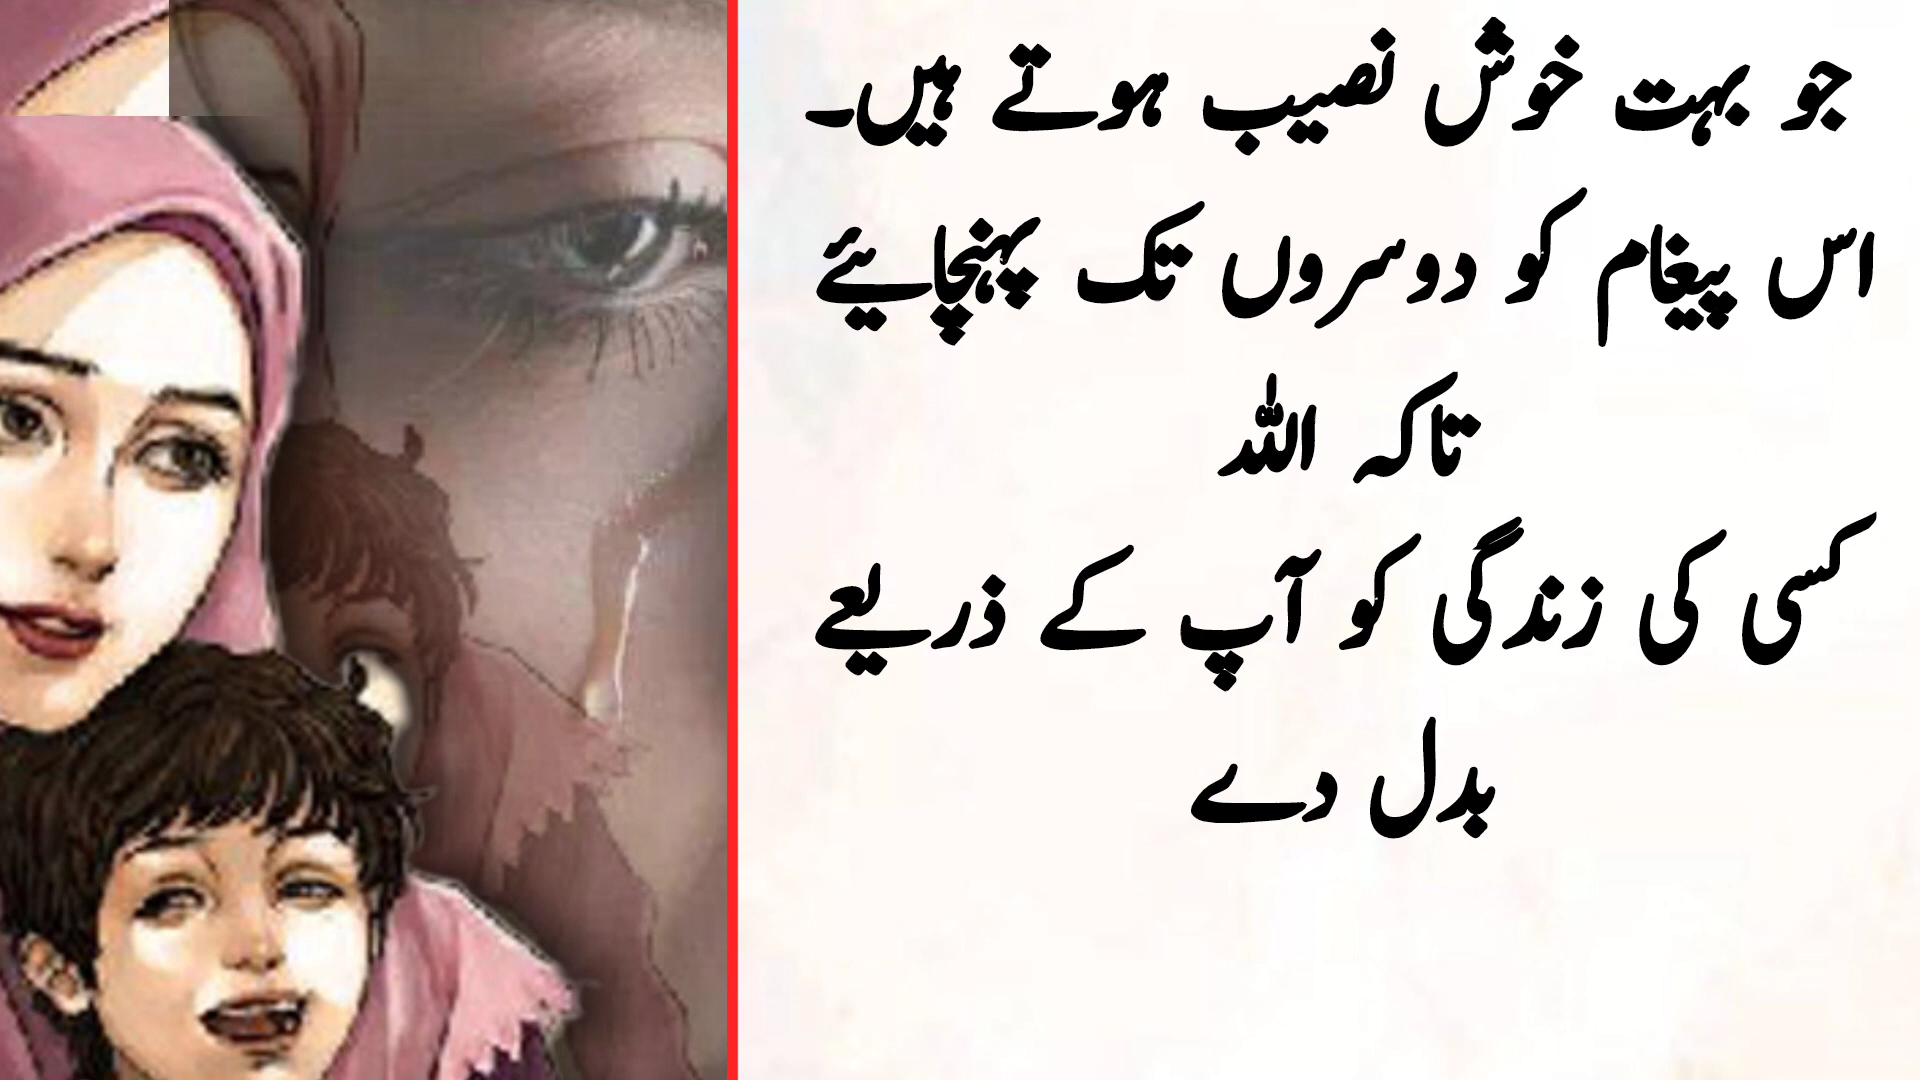 جو بہت خوش نصیب ہوتے ہیں۔
اس پیغام کو دوسروں تک پہنچایئے
تاکہ اللہ
کسی کی زندگی کو آپ کے ذریعے
بدل دے